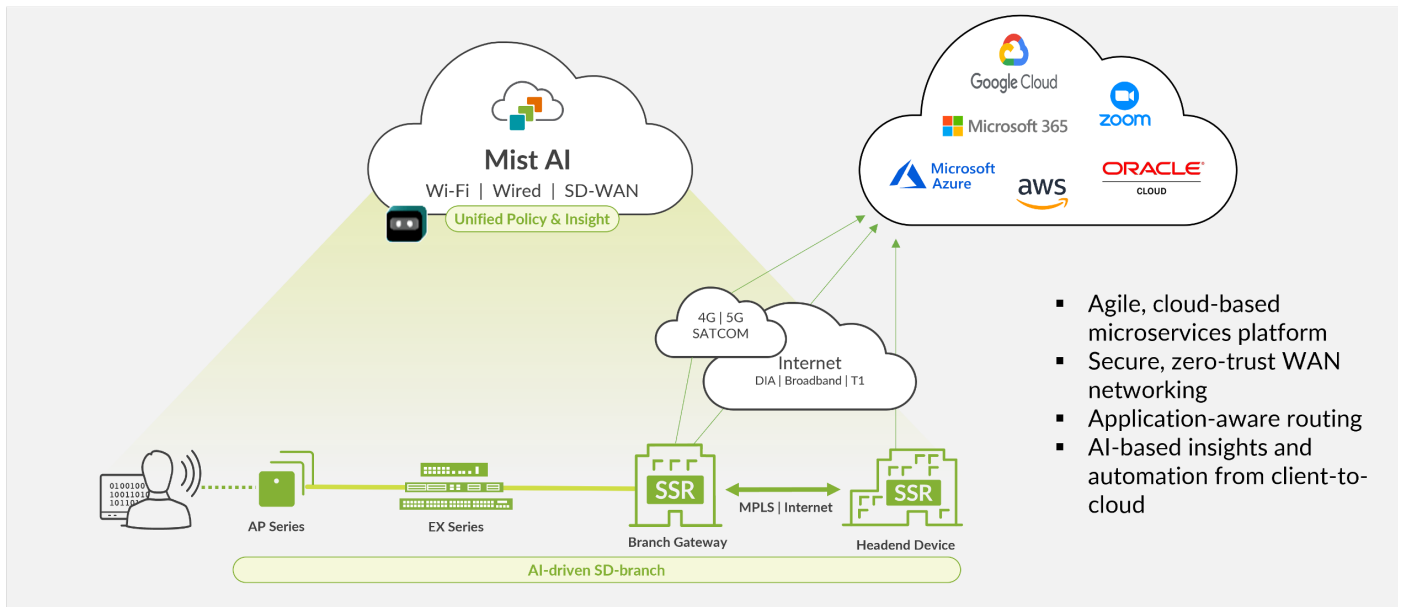 Mist AI
Wi-Fi | Wired | SD-WAN
Unified Policy & Insight
Google Cloud
Microsoft 365
zoom
Microsoft
Azure
aws
ORACLE®
CLOUD
4G | 5G
SATCOM
Internet
DIA | Broadband | T1
▪ Agile, cloud-based
microservices platform
▪ Secure, zero-trust WAN
networking
▪ Application-aware routing
▪ AI-based insights and
automation from client-to-
cloud
0100100
10011010
10110
AP Series
EX Series
SSR
Branch Gateway
MPLS | Internet
SSR
Headend Device
AI-driven SD-branch